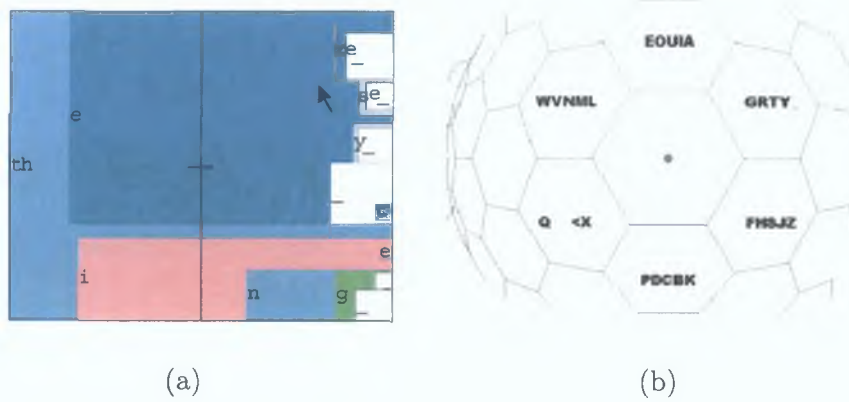 e_
e_
e
y_
th
e
i
n
g
EOUIA
WVNML
GRTY
Q <X
FHSJZ
PDCBK
(a)
(b)